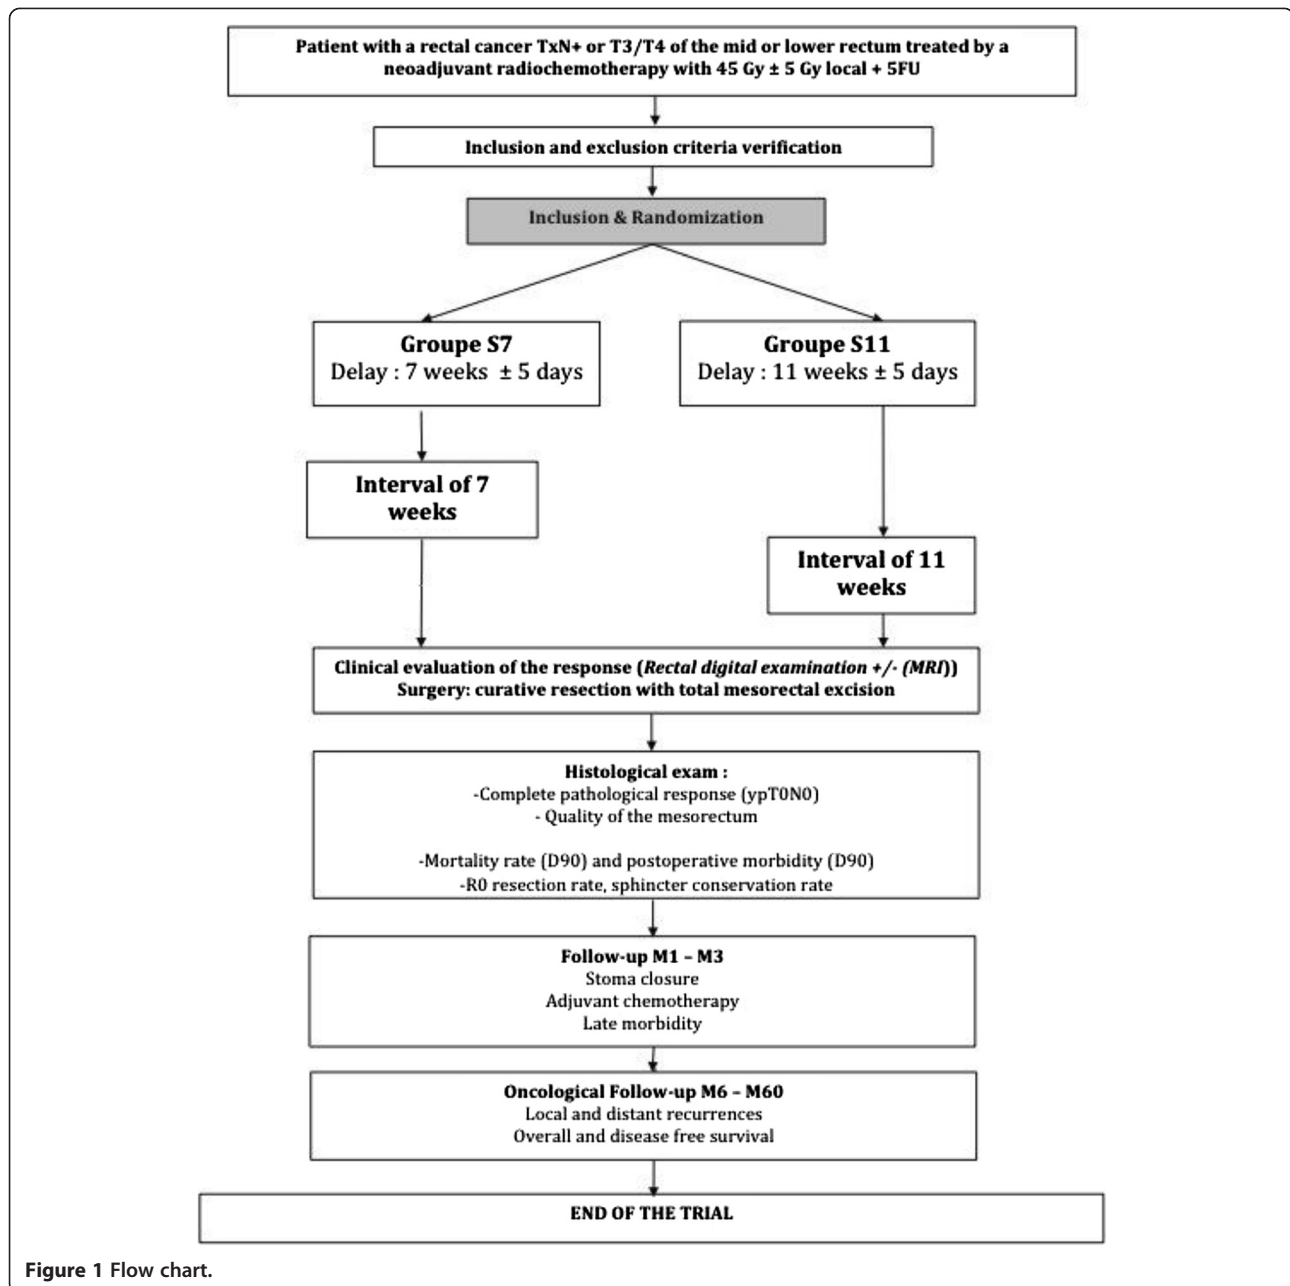 Patient with a rectal cancer TxN+ or T3/T4 of the mid or lower rectum treated by a
neoadjuvant radiochemotherapy with 45 Gy ± 5 Gy local + 5FU
Inclusion and exclusion criteria verification
Inclusion & Randomization
Groupe S7
Delay : 7 weeks ± 5 days
Groupe S11
Delay : 11 weeks ± 5 days
Interval of 7
weeks
Interval of 11
weeks
Clinical evaluation of the response (Rectal digital examination +/- (MRI))
Surgery: curative resection with total mesorectal excision
Histological exam :
-Complete pathological response (ypT0N0)
- Quality of the mesorectum
-Mortality rate (D90) and postoperative morbidity (D90)
-R0 resection rate, sphincter conservation rate
Follow-up M1 – M3
Stoma closure
Adjuvant chemotherapy
Late morbidity
Oncological Follow-up M6 – M60
Local and distant recurrences
Overall and disease free survival
END OF THE TRIAL
Figure 1 Flow chart.